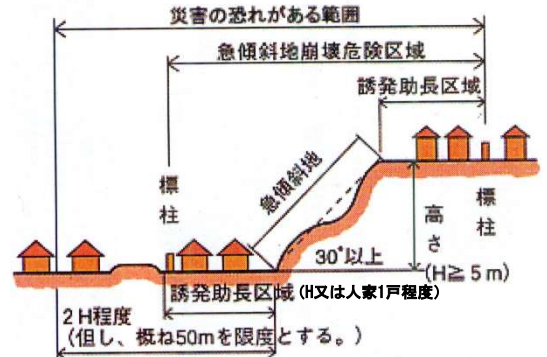 災害の恐れがある範囲
急傾斜地崩壊危険区域
誘発助長区域
標柱
急傾斜地
高さ
標柱
30°以上
(H≧5m)
誘発助長区域(H又は人家1戸程度)
2H程度
(但し、概ね50mを限度とする。)